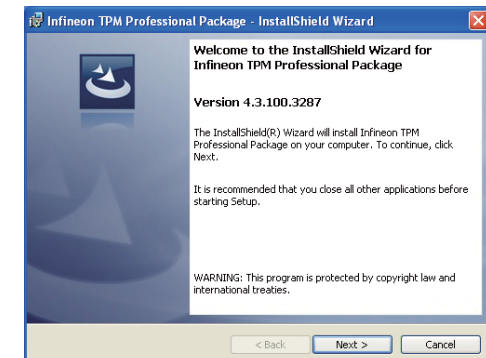 Infineon TPM Professional Package - InstallShield Wizard
Welcome to the InstallShield Wizard for
Infineon TPM Professional Package
Version 4.3.100.3287
The InstallShield(R) Wizard will install Infineon TPM
Professional Package on your computer. To continue, click
Next.
It is recommended that you close all other applications before
starting Setup.
WARNING: This program is protected by copyright law and
international treaties.
< Back Next > Cancel